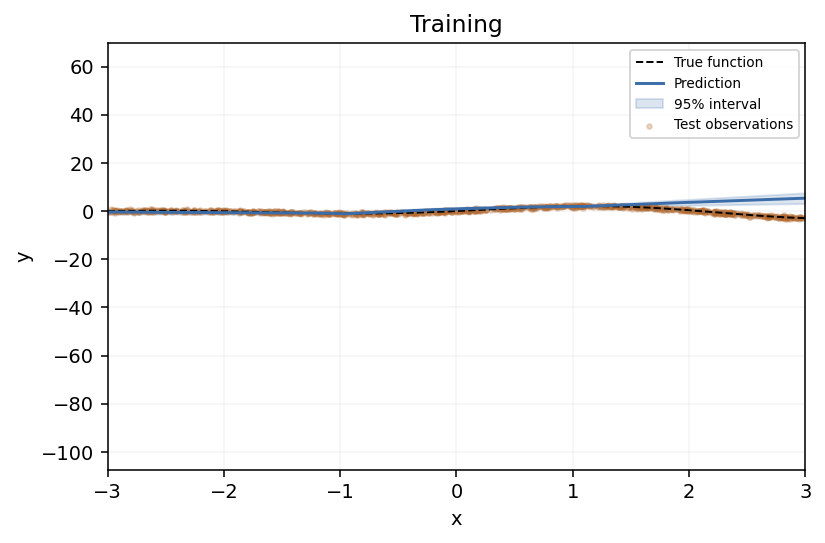 Training
True function
Prediction
95% interval
Test observations
60
40
20
0
−20
−40
−60
−80
−100
y
−3
−2
−1
0
1
2
3
x